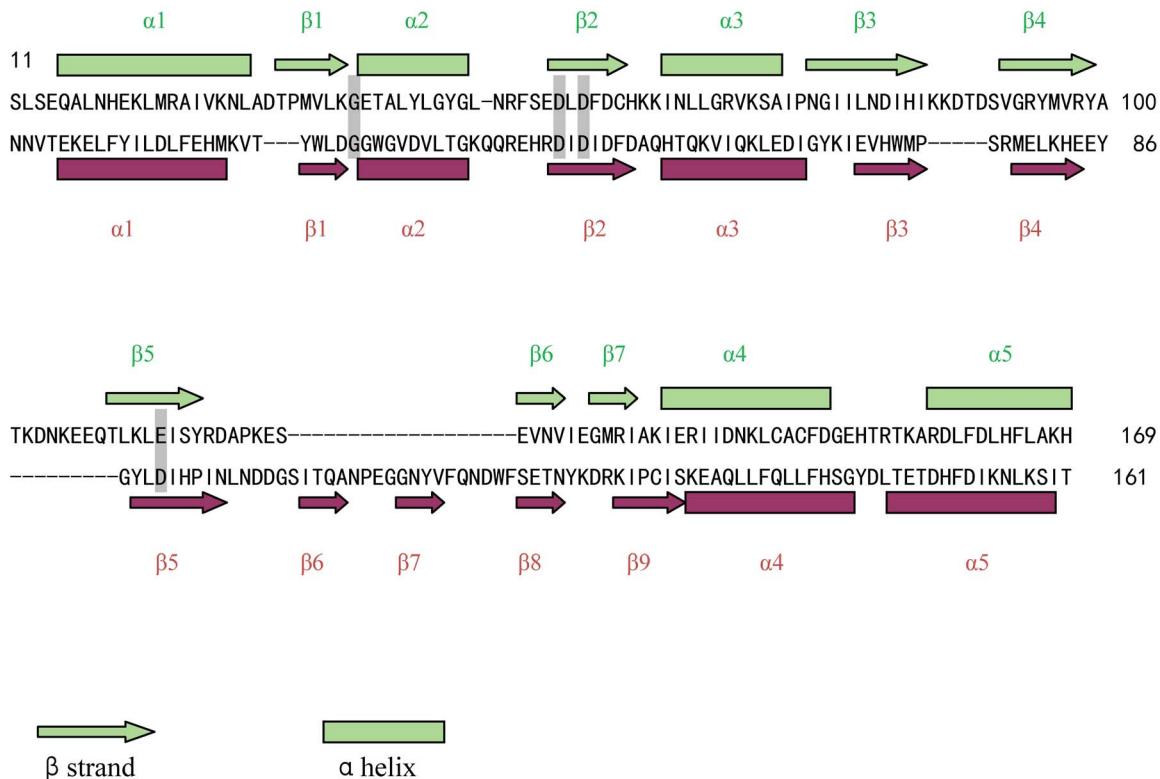 α1 β1 α2 β2 α3 β3 β4
11
SLSEQALNHEKLMRAIVKNLADTPMVLKGETALYLGYGL-NRFSEDLDFDCHKKINLLGRVKSAIPNGIILNDIHIKKDTDSVGRYMVRYA 100
NNVTEKELFYILDLFEHMKVT---YWLDGGWGVDVLTGKQQREHRDIDIDFDAQHTQKVIQKLEDIGYKIEVHWMP-----SRMELKHEEY 86
α1 β1 α2 β2 α3 β3 β4
β5 β6 β7 α4 α5
TKDNKEEQTLKLEISYRDAPKES-------------------EVNVIEGMRIAKIERIIDNKLCACFDGEHTRTKARDLFDLHFLAKH 169
---------GYLDIHPINLNDDGSITQANPEGGNYVFQNDWFSETNYKDRKIPCISKEAQLLFQLLFHSGYDLTETDHFDIKNLKSIT 161
β5 β6 β7 β8 β9 α4 α5
β strand α helix